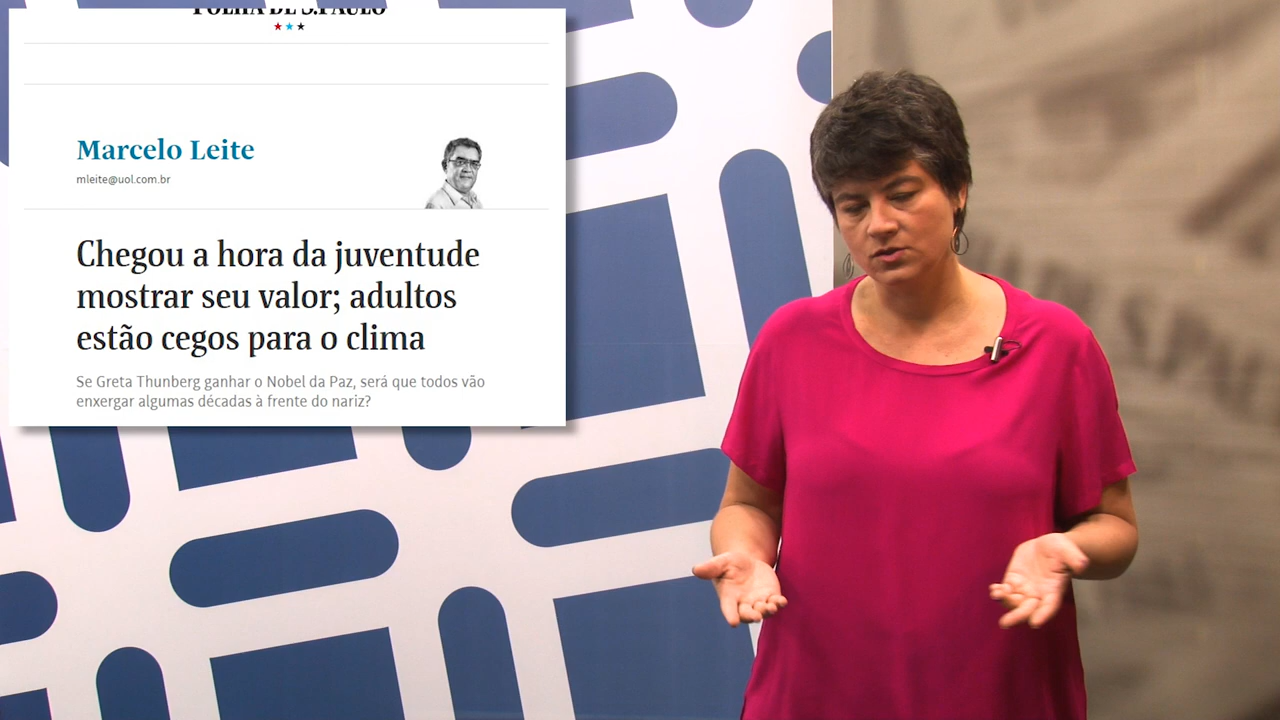 FOLHA DE S.PAULO
Marcelo Leite
mleite@uol.com.br
Chegou a hora da juventude
mostrar seu valor; adultos
estão cegos para o clima
Se Greta Thunberg ganhar o Nobel da Paz, será que todos vão
enxergar algumas décadas à frente do nariz?